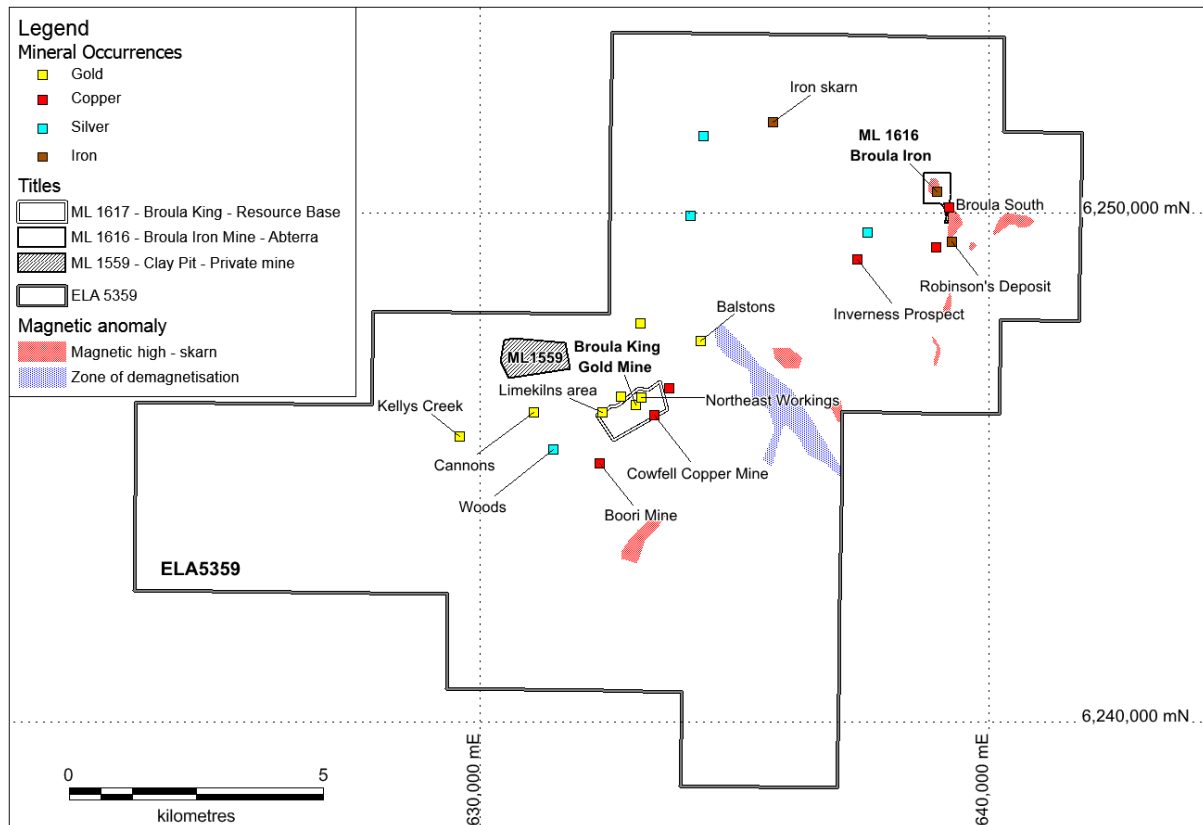 Legend
Mineral Occurrences
Gold
Copper
Silver
Iron
Titles
ML 1617 - Broula King - Resource Base
ML 1616 - Broula Iron Mine - Abterra
ML 1559 - Clay Pit - Private mine
ELA 5359
Magnetic anomaly
Magnetic high - skarn
Zone of demagnetisation
Iron skarn
ML 1616
Broula Iron
Broula South
6,250,000 mN
Robinson's Deposit
Inverness Prospect
Balstons
ML1559
Broula King
Gold Mine
Limekilns area
Northeast Workings
Kellys Creek
Cannons
Cowfell Copper Mine
Woods
Boori Mine
ELA5359
6,240,000 mN
630,000 mE
640,000 mE
0 5
kilometres